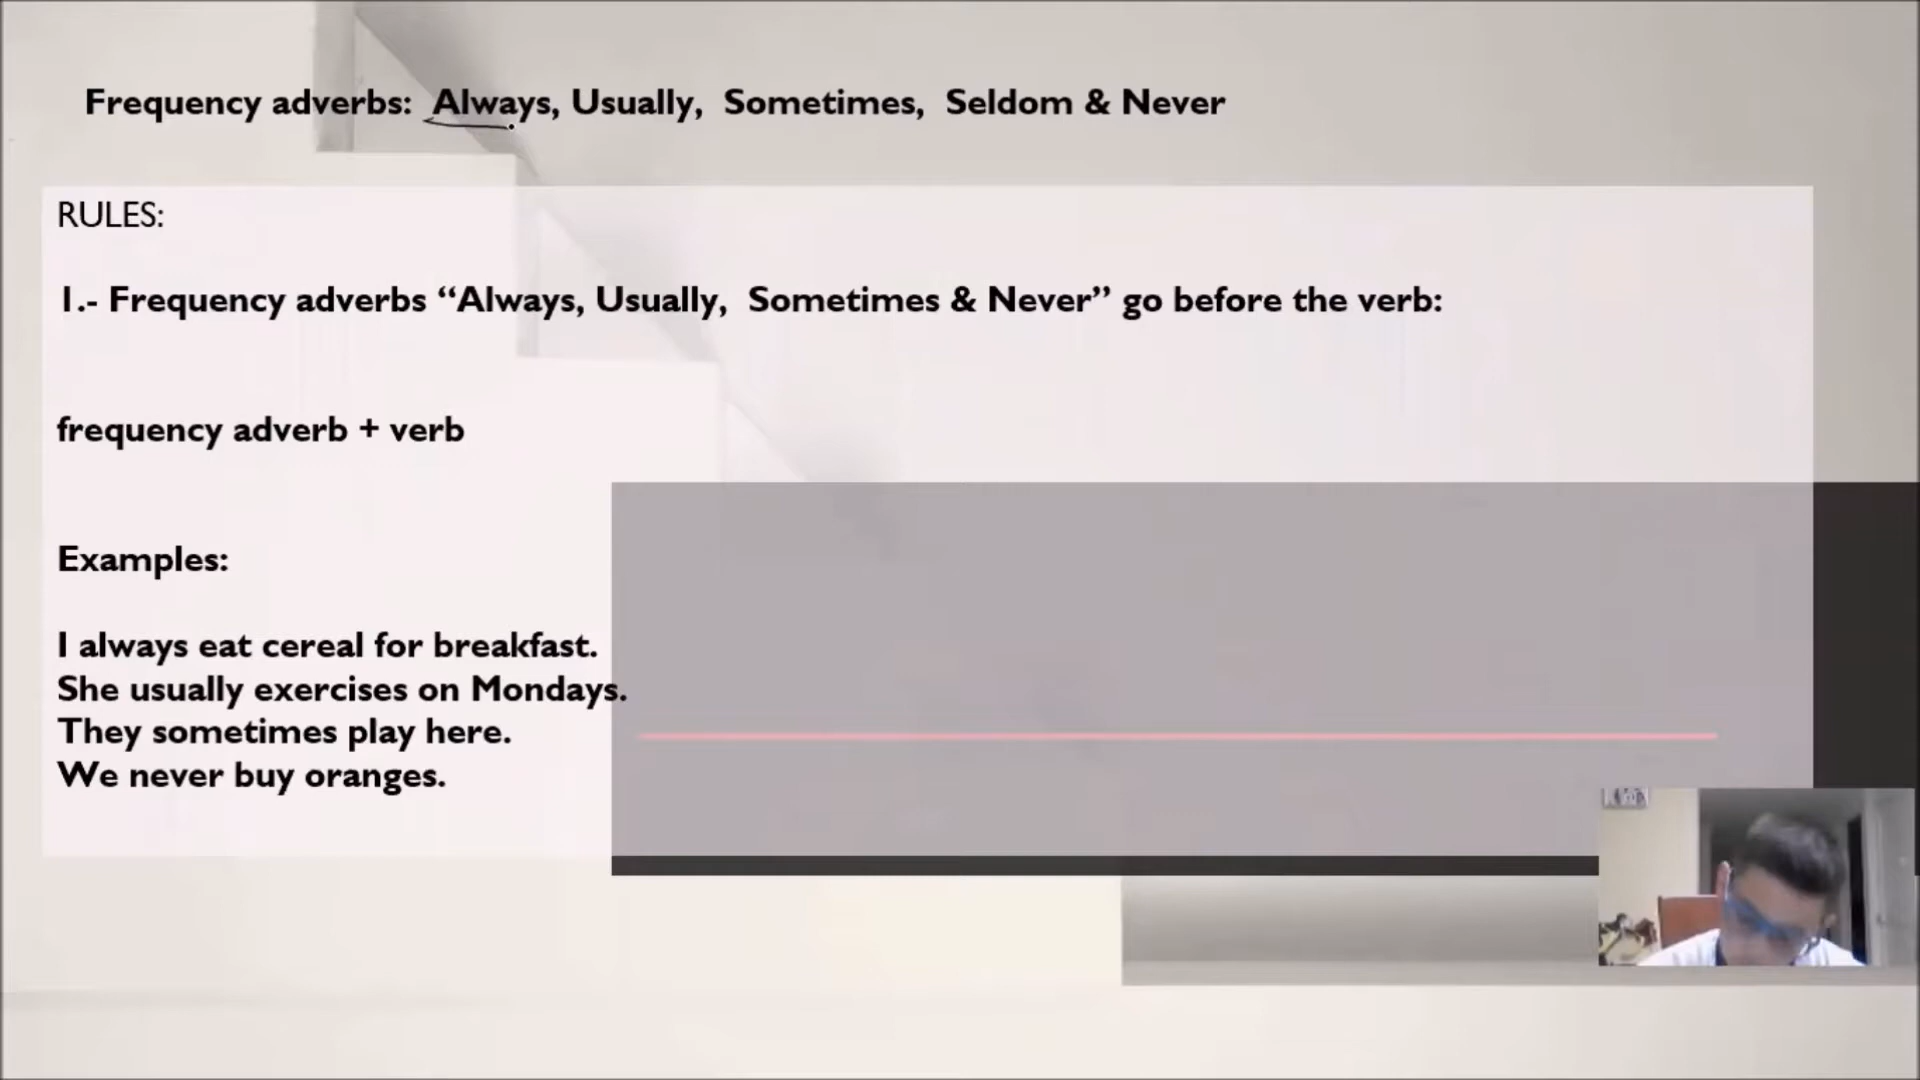 Frequency adverbs: Always, Usually, Sometimes, Seldom & Never
RULES:
1.- Frequency adverbs “Always, Usually, Sometimes & Never” go before the verb:
frequency adverb + verb
Examples:
I always eat cereal for breakfast.
She usually exercises on Mondays.
They sometimes play here.
We never buy oranges.